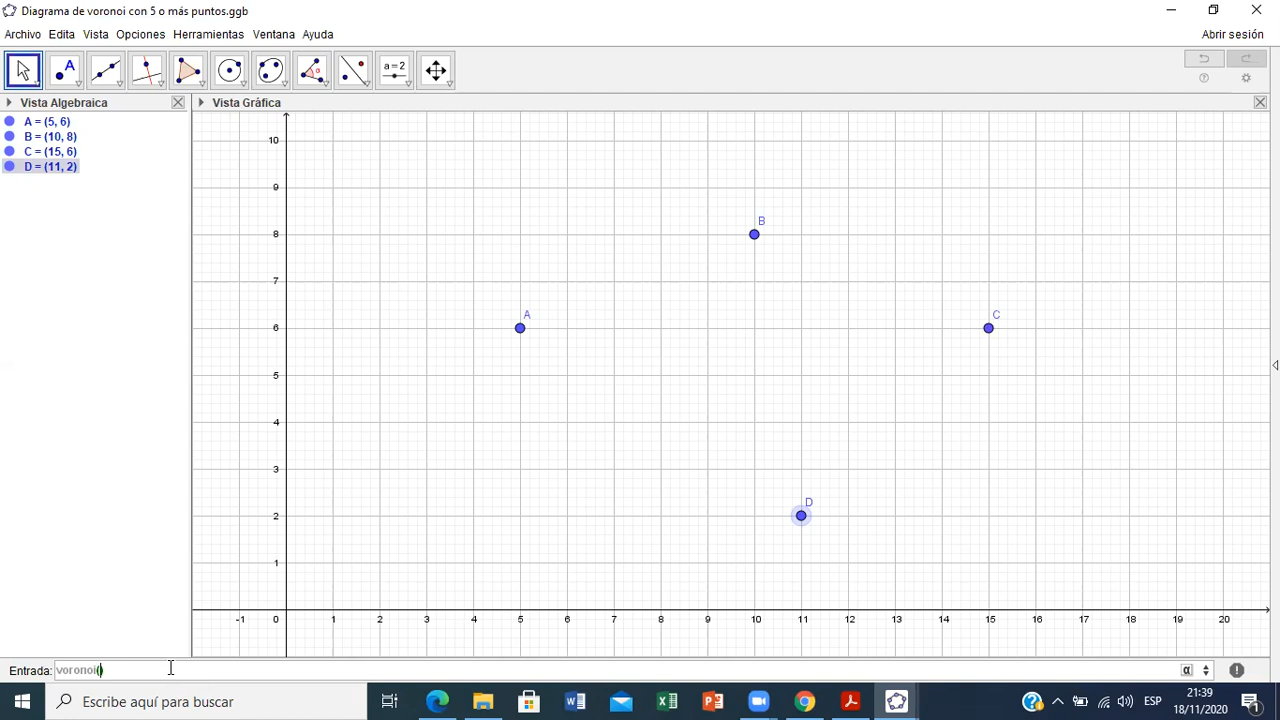 Diagrama de voronoi con 5 o más puntos.ggb
Archivo Edita Vista Opciones Herramientas Ventana Ayuda
Abrir sesión
A
a=2
Vista Algebraica
Vista Gráfica
A = (5, 6)
B = (10, 8)
C = (15, 6)
D = (11, 2)
10
9
8
7
6
5
4
3
2
1
B
A
C
D
-1 0 1 2 3 4 5 6 7 8 9 10 11 12 13 14 15 16 17 18 19 20
Entrada: voronoi()
α
Escribe aquí para buscar
ESP
21:39
18/11/2020
1